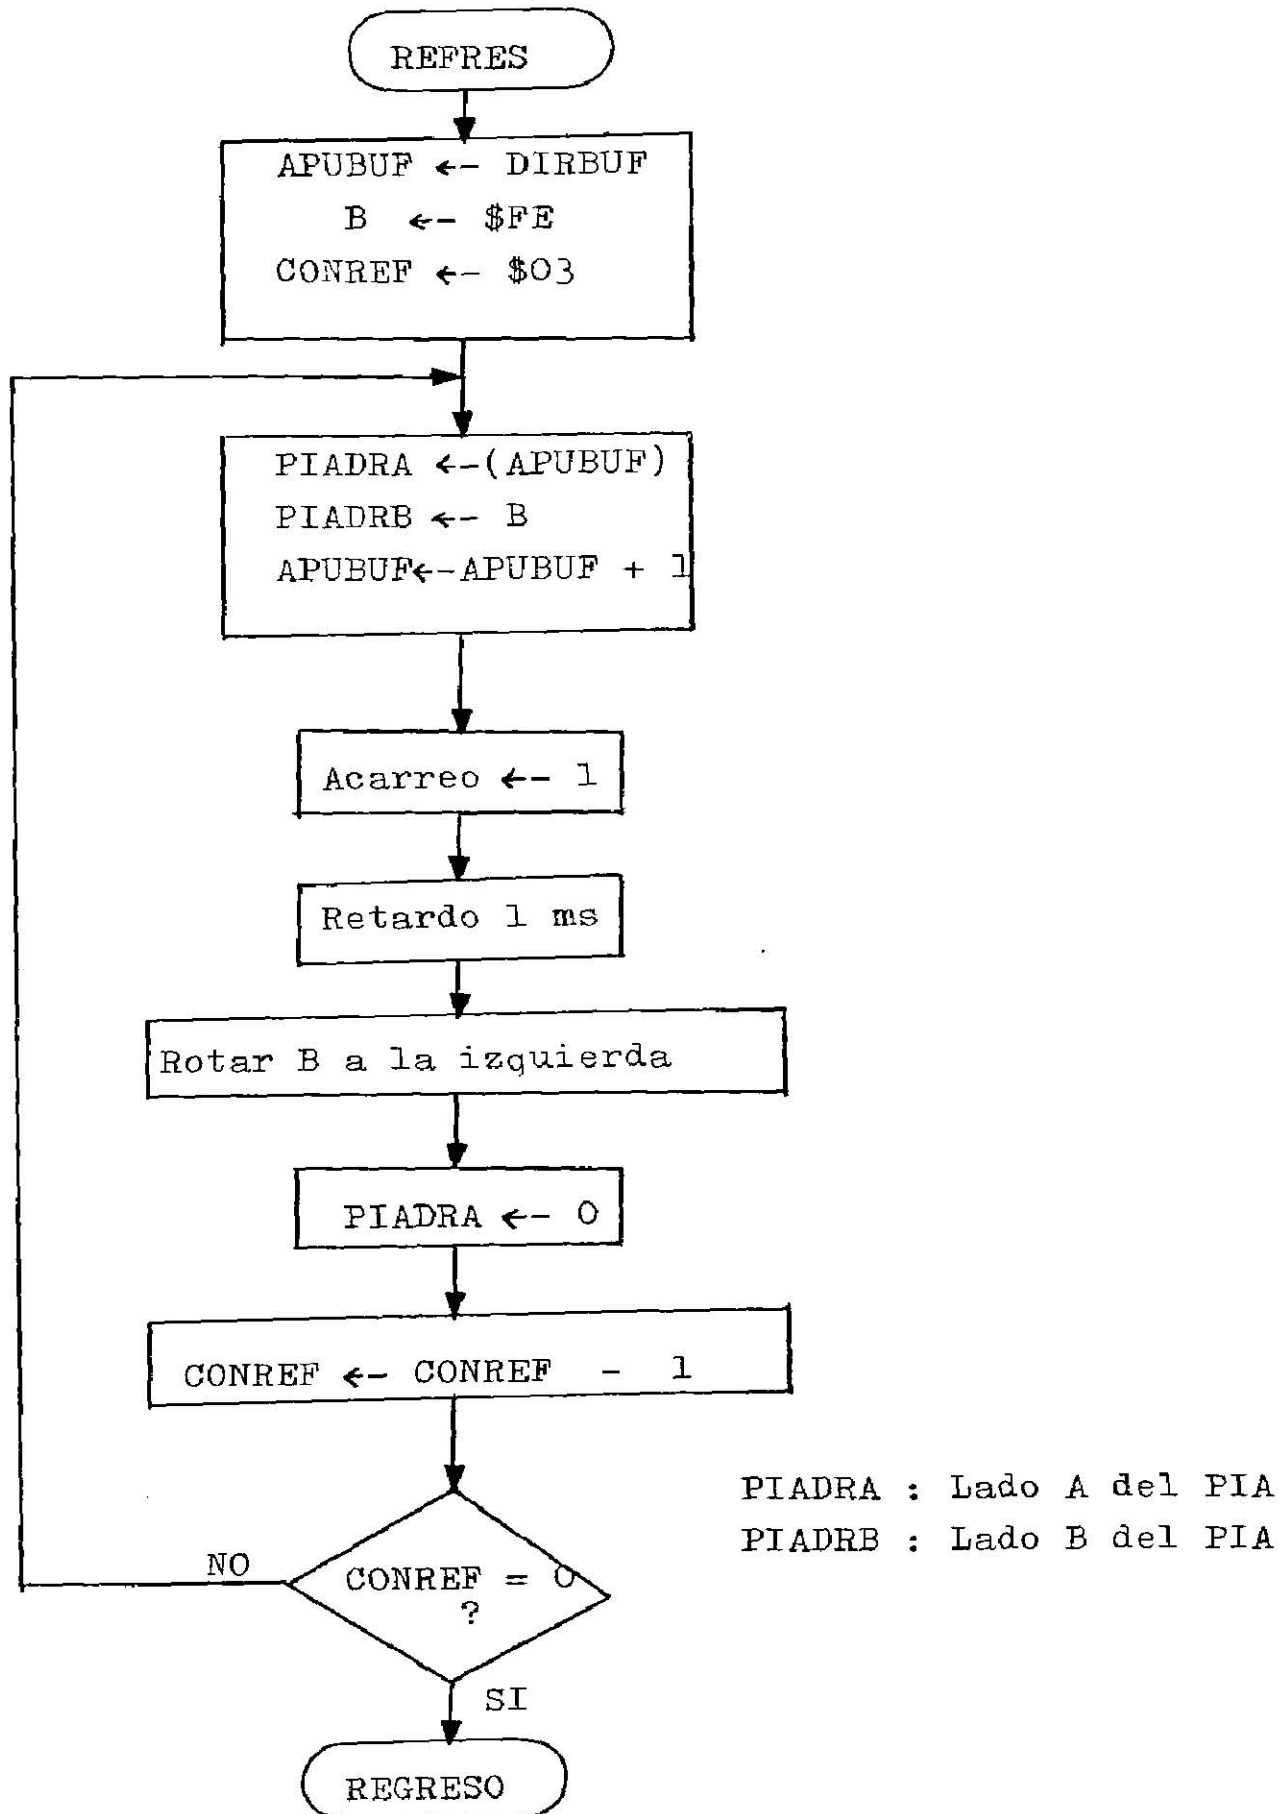 REFRES
APUBUF ←- DIRBUF
B ←- $FE
CONREF ←- $03
PIADRA ←-(APUBUF)
PIADRB ←- B
APUBUF←-APUBUF + 1
Acarreo ←- 1
Retardo 1 ms
Rotar B a la izquierda
PIADRA ←- 0
CONREF ←- CONREF - 1
PIADRA : Lado A del PIA
PIADRB : Lado B del PIA
NO
CONREF = 0
?
SI
REGRESO